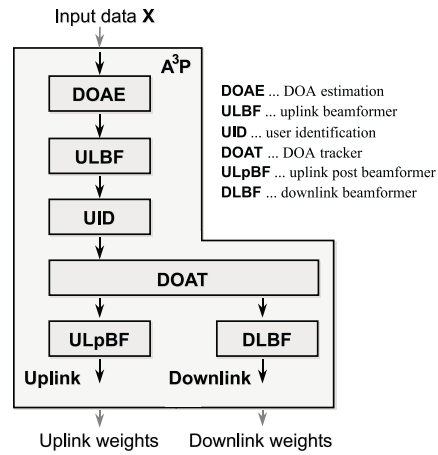 Input data X
A³P
DOAE
ULBF
UID
DOAT
ULpBF
DLBF
Uplink
Downlink
Uplink weights
Downlink weights
DOAE ... DOA estimation
ULBF ... uplink beamformer
UID ... user identification
DOAT ... DOA tracker
ULpBF ... uplink post beamformer
DLBF ... downlink beamformer